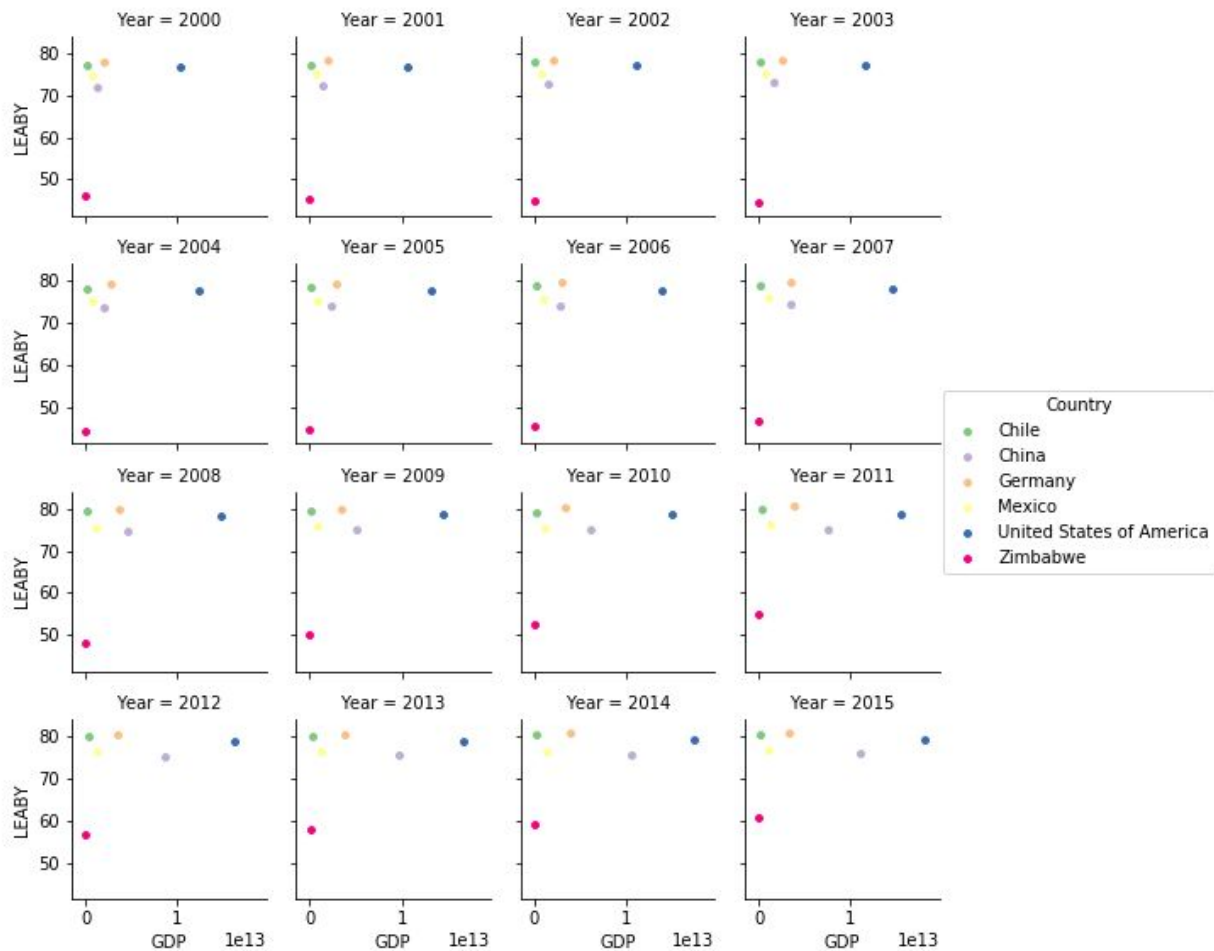 Year = 2000 Year = 2001 Year = 2002 Year = 2003
80
70
60
50
LEABY
Year = 2004 Year = 2005 Year = 2006 Year = 2007
80
70
60
50
LEABY
Country
Chile
China
Germany
Mexico
United States of America
Zimbabwe
Year = 2008 Year = 2009 Year = 2010 Year = 2011
80
70
60
50
LEABY
Year = 2012 Year = 2013 Year = 2014 Year = 2015
80
70
60
50
LEABY
0 1 0 1 0 1 0 1
GDP 1e13 GDP 1e13 GDP 1e13 GDP 1e13